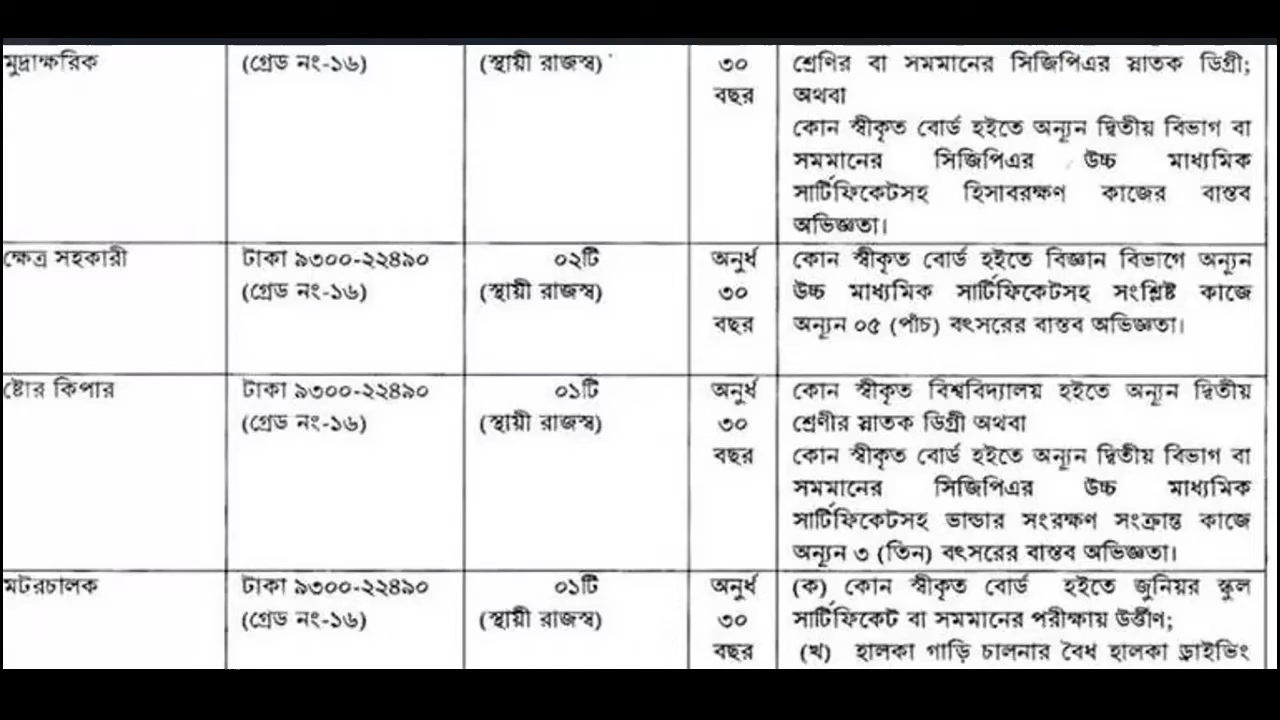 মুদ্রাক্ষরিক
(গ্রেড নং-১৬)
(স্থায়ী রাজস্ব)
৩০
বছর
শ্রেণির বা সমমানের সিজিপিএর স্নাতক ডিগ্রী;
অথবা
কোন স্বীকৃত বোর্ড হইতে অন্যূন দ্বিতীয় বিভাগ বা
সমমানের সিজিপিএর উচ্চ মাধ্যমিক
সার্টিফিকেটসহ হিসাবরক্ষণ কাজের বাস্তব
অভিজ্ঞতা।
ক্ষেত্র সহকারী
টাকা ৯৩০০-২২৪৯০
(গ্রেড নং-১৬)
০২টি
(স্থায়ী রাজস্ব)
অনুর্ধ
৩০
বছর
কোন স্বীকৃত বোর্ড হইতে বিজ্ঞান বিভাগে অন্যূন
উচ্চ মাধ্যমিক সার্টিফিকেটসহ সংশ্লিষ্ট কাজে
অন্যূন ০৫ (পাঁচ) বৎসরের বাস্তব অভিজ্ঞতা।
ষ্টোর কিপার
টাকা ৯৩০০-২২৪৯০
(গ্রেড নং-১৬)
০১টি
(স্থায়ী রাজস্ব)
অনুর্ধ
৩০
বছর
কোন স্বীকৃত বিশ্ববিদ্যালয় হইতে অন্যূন দ্বিতীয়
শ্রেণীর স্নাতক ডিগ্রী অথবা
কোন স্বীকৃত বোর্ড হইতে অন্যূন দ্বিতীয় বিভাগ বা
সমমানের সিজিপিএর উচ্চ মাধ্যমিক
সার্টিফিকেটসহ ভান্ডার সংরক্ষণ সংক্রান্ত কাজে
অন্যূন ৩ (তিন) বৎসরের বাস্তব অভিজ্ঞতা।
মটরচালক
টাকা ৯৩০০-২২৪৯০
(গ্রেড নং-১৬)
০১টি
(স্থায়ী রাজস্ব)
অনুর্ধ
৩০
বছর
(ক) কোন স্বীকৃত বোর্ড হইতে জুনিয়র স্কুল
সার্টিফিকেট বা সমমানের পরীক্ষায় উর্ত্তীণ;
(খ) হালকা গাড়ি চালনার বৈধ হালকা ড্রাইভিং